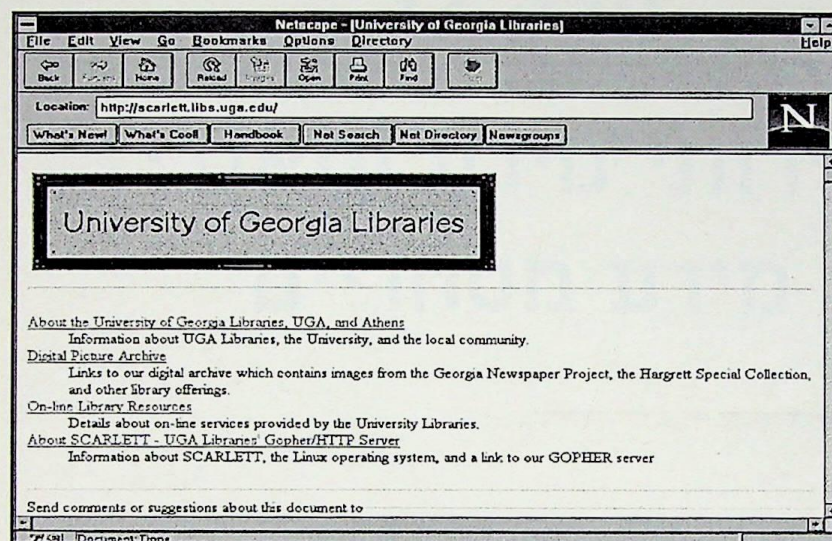 Netscape - [University of Georgia Libraries]
File Edit View Go Bookmarks Options Directory Help
Back Forward Home Reload Images Open Print Find Stop
Location: http://scarlett.libs.uga.edu/
What's New! What's Cool! Handbook Net Search Net Directory Newsgroups
N
University of Georgia Libraries
About the University of Georgia Libraries, UGA, and Athens
Information about UGA Libraries, the University, and the local community.
Digital Picture Archive
Links to our digital archive which contains images from the Georgia Newspaper Project, the Hargrett Special Collection,
and other library offerings.
On-line Library Resources
Details about on-line services provided by the University Libraries.
About SCARLETT - UGA Libraries' Gopher/HTTP Server
Information about SCARLETT, the Linux operating system, and a link to our GOPHER server
Send comments or suggestions about this document to
Document: Done